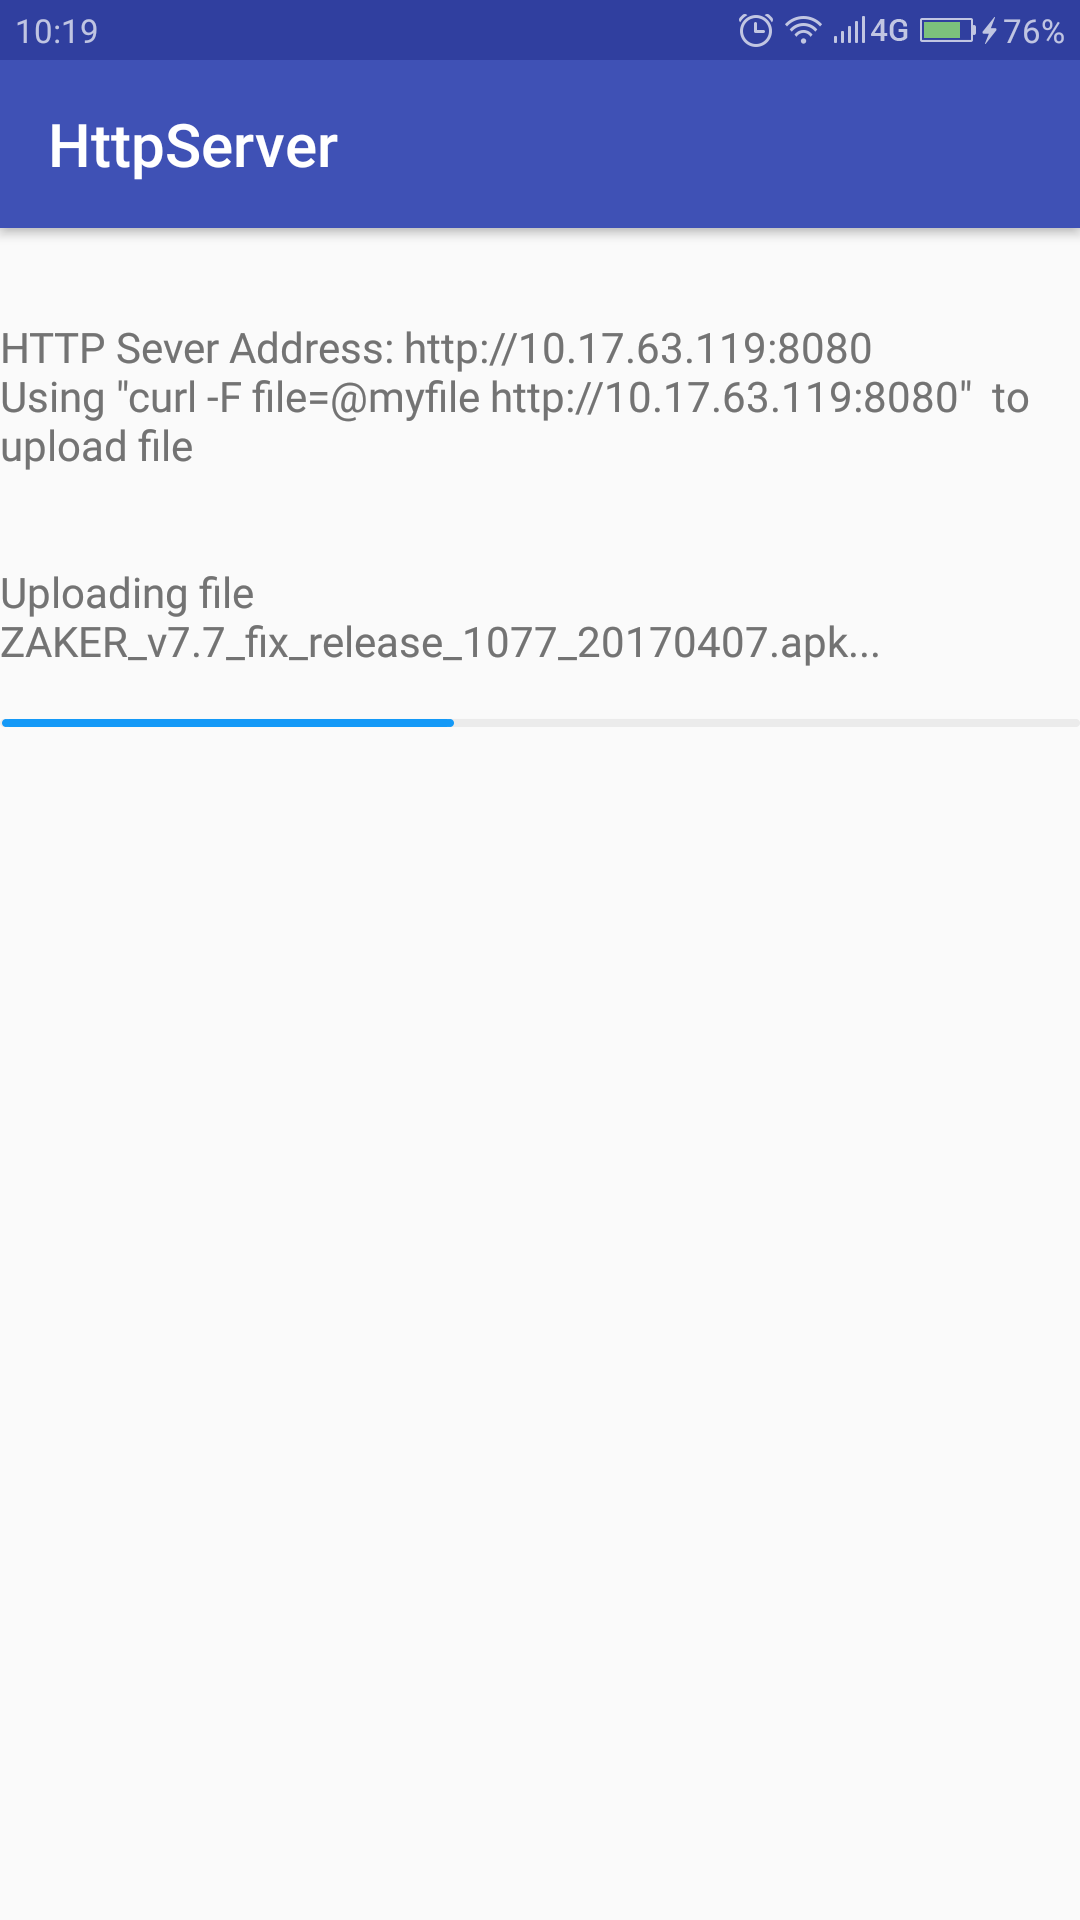 10:19 4G 76%
HttpServer
HTTP Sever Address: http://10.17.63.119:8080
Using "curl -F file=@myfile http://10.17.63.119:8080"  to
upload file
Uploading file
ZAKER_v7.7_fix_release_1077_20170407.apk...